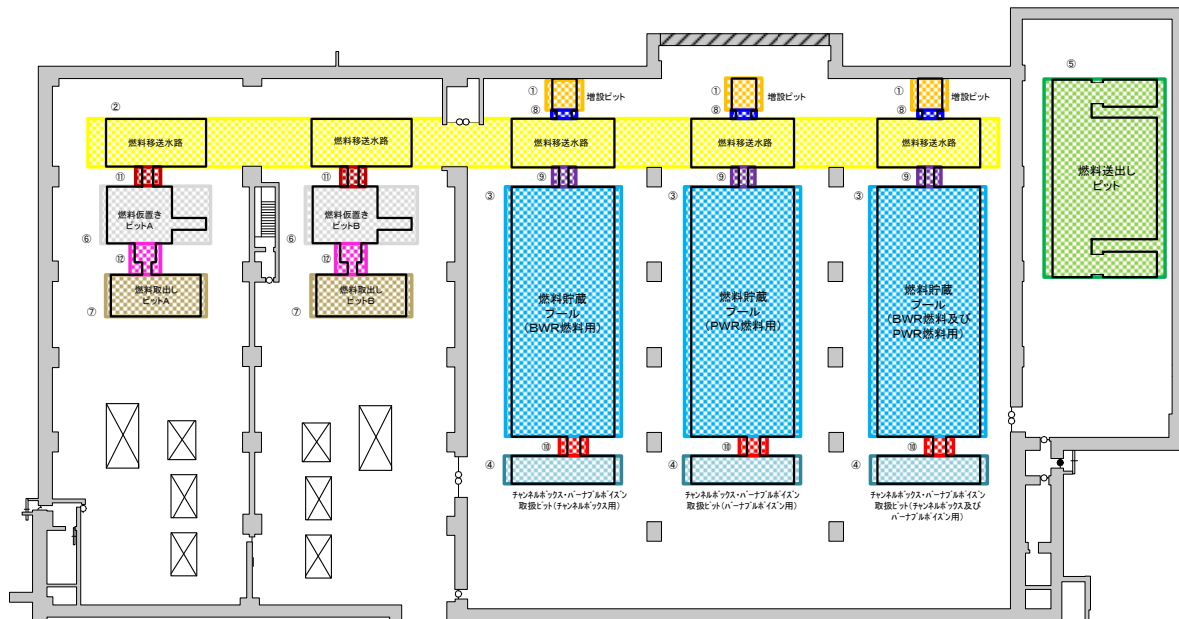 ① 増設ピット
① 増設ピット
① 増設ピット
⑤
②
⑧
⑧
⑧
燃料移送水路
燃料移送水路
燃料移送水路
燃料移送水路
燃料移送水路
⑪
⑪
⑨
⑨
⑨
燃料送出し
ピット
③
③
③
燃料仮置き
ピットA
燃料仮置き
ピットB
⑥
⑥
⑫
⑫
燃料取出し
ピットA
燃料取出し
ピットB
⑦
⑦
燃料貯蔵
プール
(BWR燃料用)
燃料貯蔵
プール
(PWR燃料用)
燃料貯蔵
プール
(BWR燃料及び
PWR燃料用)
⑩
⑩
⑩
④
④
④
チャンネルボックス・バーナブルポイズン
取扱ピット(チャンネルボックス用)
チャンネルボックス・バーナブルポイズン
取扱ピット(バーナブルポイズン用)
チャンネルボックス・バーナブルポイズン
取扱ピット(チャンネルボックス及び
バーナブルポイズン用)